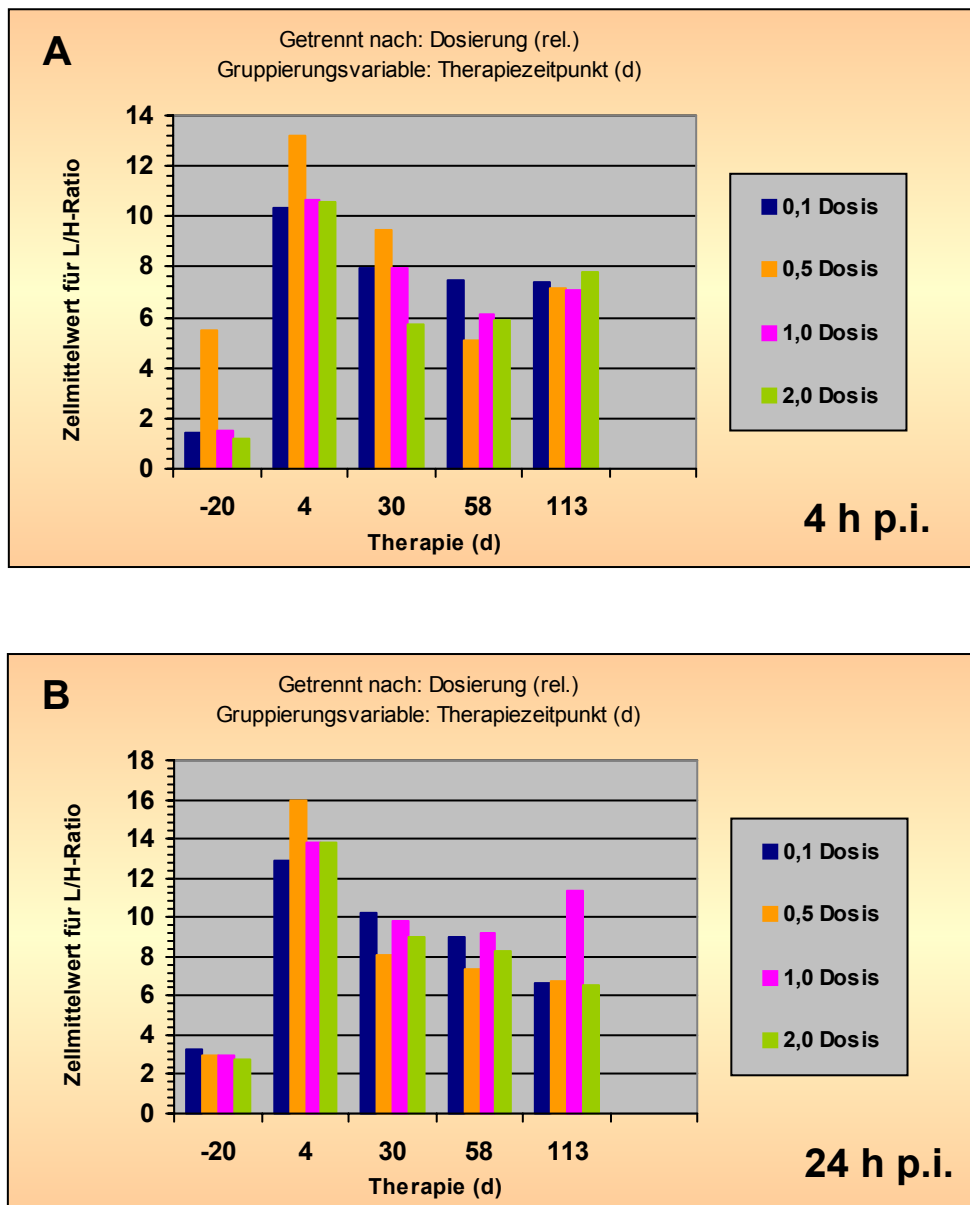 A
Getrennt nach: Dosierung (rel.)
Gruppierungsvariable: Therapiezeitpunkt (d)
Zellmittelwert für L/H-Ratio
14
12
10
8
6
4
2
0
-20 4 30 58 113
Therapie (d)
0,1 Dosis
0,5 Dosis
1,0 Dosis
2,0 Dosis
4 h p.i.
B
Getrennt nach: Dosierung (rel.)
Gruppierungsvariable: Therapiezeitpunkt (d)
Zellmittelwert für L/H-Ratio
18
16
14
12
10
8
6
4
2
0
-20 4 30 58 113
Therapie (d)
0,1 Dosis
0,5 Dosis
1,0 Dosis
2,0 Dosis
24 h p.i.